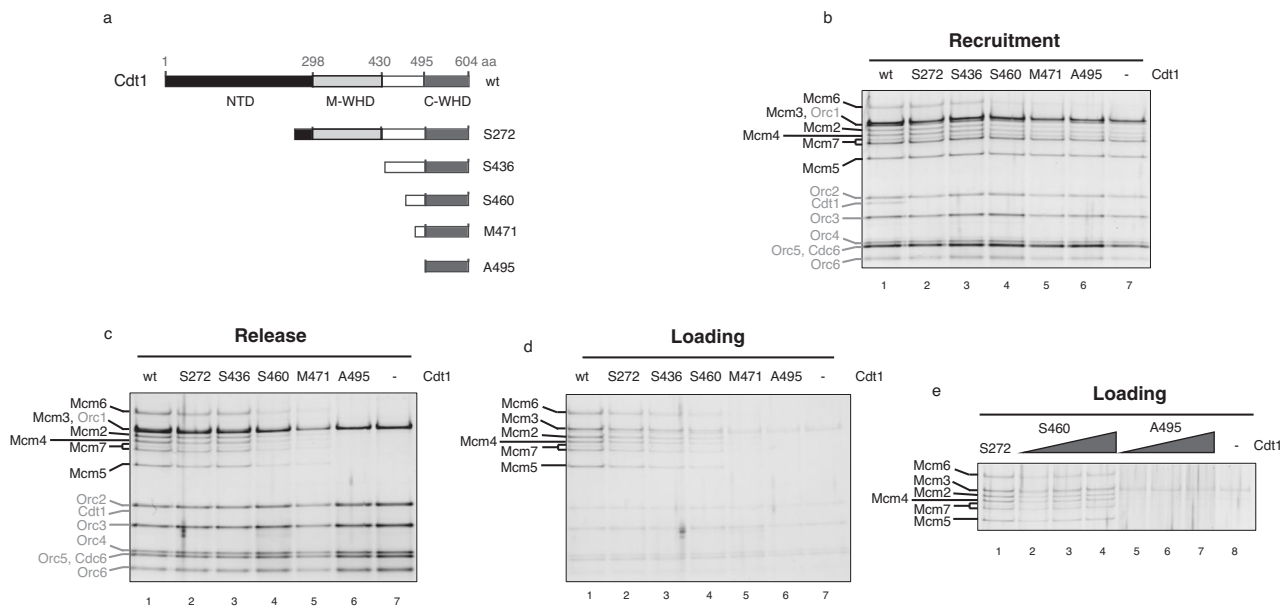 a
1 298 430 495 604 aa
Cdt1 wt
NTD M-WHD C-WHD
S272
S436
S460
M471
A495
b
Recruitment
wt S272 S436 S460 M471 A495 - Cdt1
Mcm6
Mcm3, Orc1
Mcm2
Mcm4
Mcm7
Mcm5
Orc2
Cdt1
Orc3
Orc4
Orc5, Cdc6
Orc6
1 2 3 4 5 6 7
c
Release
wt S272 S436 S460 M471 A495 - Cdt1
Mcm6
Mcm3, Orc1
Mcm2
Mcm4
Mcm7
Mcm5
Orc2
Cdt1
Orc3
Orc4
Orc5, Cdc6
Orc6
1 2 3 4 5 6 7
d
Loading
wt S272 S436 S460 M471 A495 - Cdt1
Mcm6
Mcm3
Mcm2
Mcm4
Mcm7
Mcm5
1 2 3 4 5 6 7
e
Loading
S460 A495
S272 - Cdt1
Mcm6
Mcm3
Mcm2
Mcm4
Mcm7
Mcm5
1 2 3 4 5 6 7 8